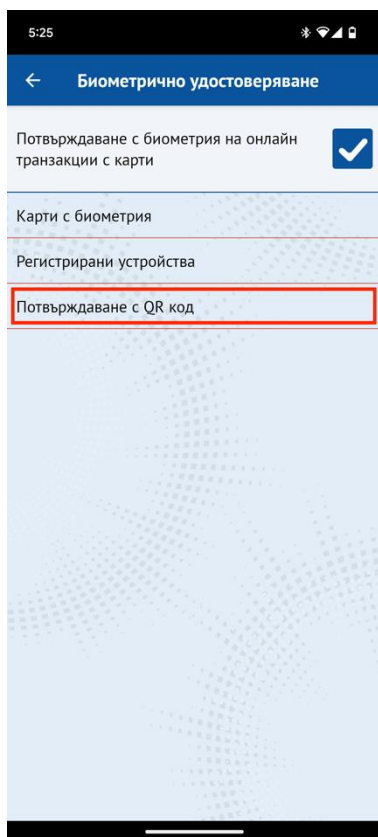 5:25
Биометрично удостоверяване
Потвърждаване с биометрия на онлайн
транзакции с карти
Карти с биометрия
Регистрирани устройства
Потвърждаване с QR код